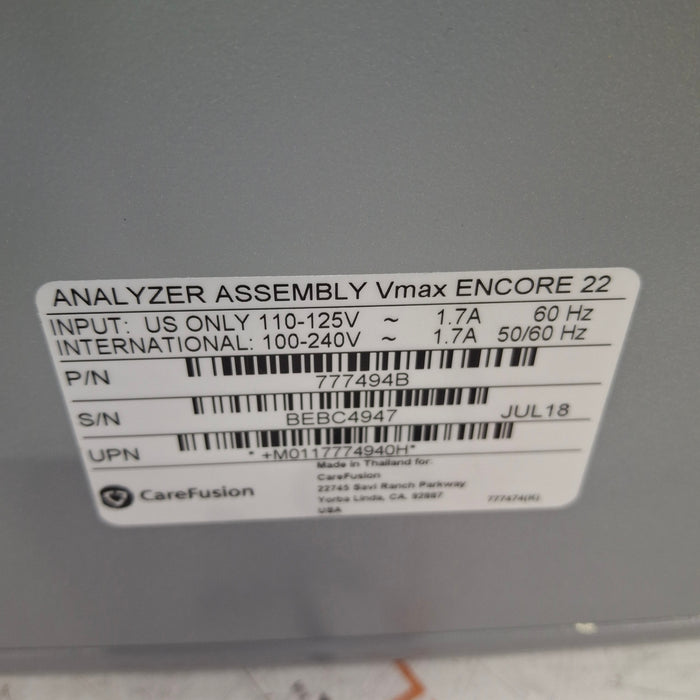 ANALYZER ASSEMBLY Vmax ENCORE 22
INPUT: US ONLY 110-125V ~ 1.7A 60 Hz
INTERNATIONAL: 100-240V ~ 1.7A 50/60 Hz
P/N
777494B
S/N
BEBC4947 JUL18
UPN
*+M0117774940H*
Made in Thailand for
CareFusion
22745 Savi Ranch Parkway
Yorba Linda, CA. 92887
USA
CareFusion
777474(K)